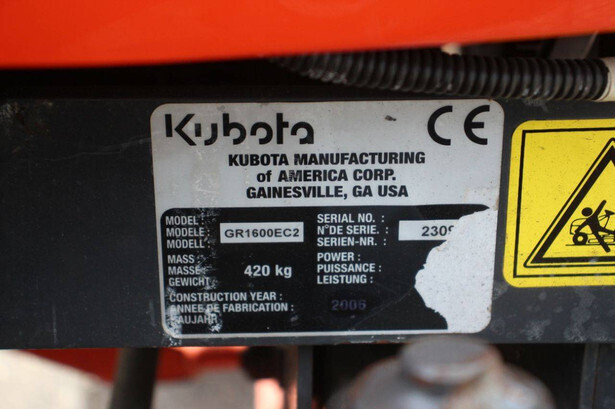 Kubota CE
KUBOTA MANUFACTURING
of AMERICA CORP.
GAINESVILLE, GA USA
MODEL :
MODELE :
MODELL :
GR1600EC2
SERIAL NO. :
N°DE SERIE. :
SERIEN-NR. :
MASS :
MASSE :
GEWICHT :
420 kg
POWER :
PUISSANCE :
LEISTUNG :
CONSTRUCTION YEAR :
ANNEE DE FABRICATION :
BAUJAHR